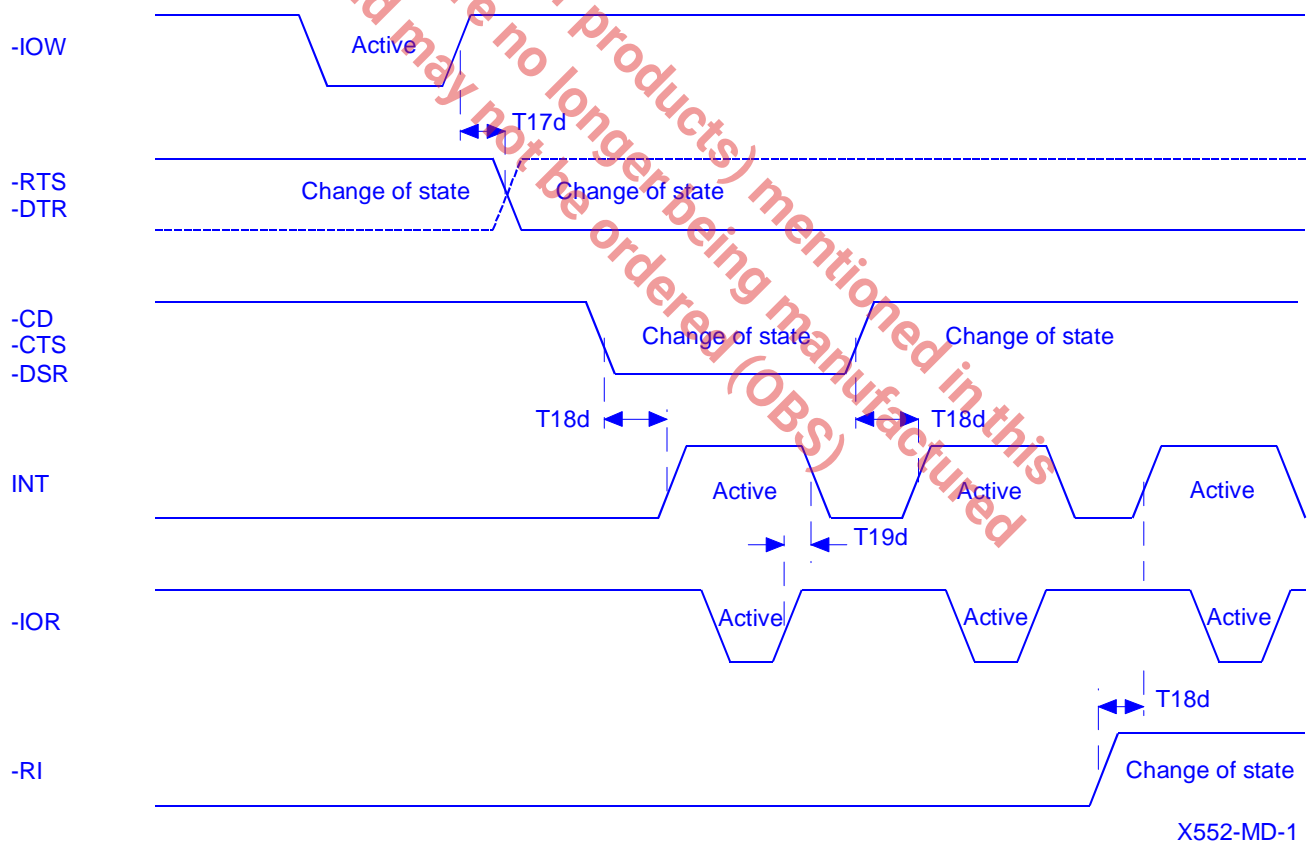 -IOW
Active
T17d
-RTS
-DTR
Change of state
Change of state
-CD
-CTS
-DSR
Change of state
Change of state
T18d
T18d
INT
Active
Active
Active
T19d
-IOR
Active
Active
Active
T18d
-RI
Change of state
X552-MD-1
products) mentioned in this
re no longer being manufactured
d may not be ordered (OBS)